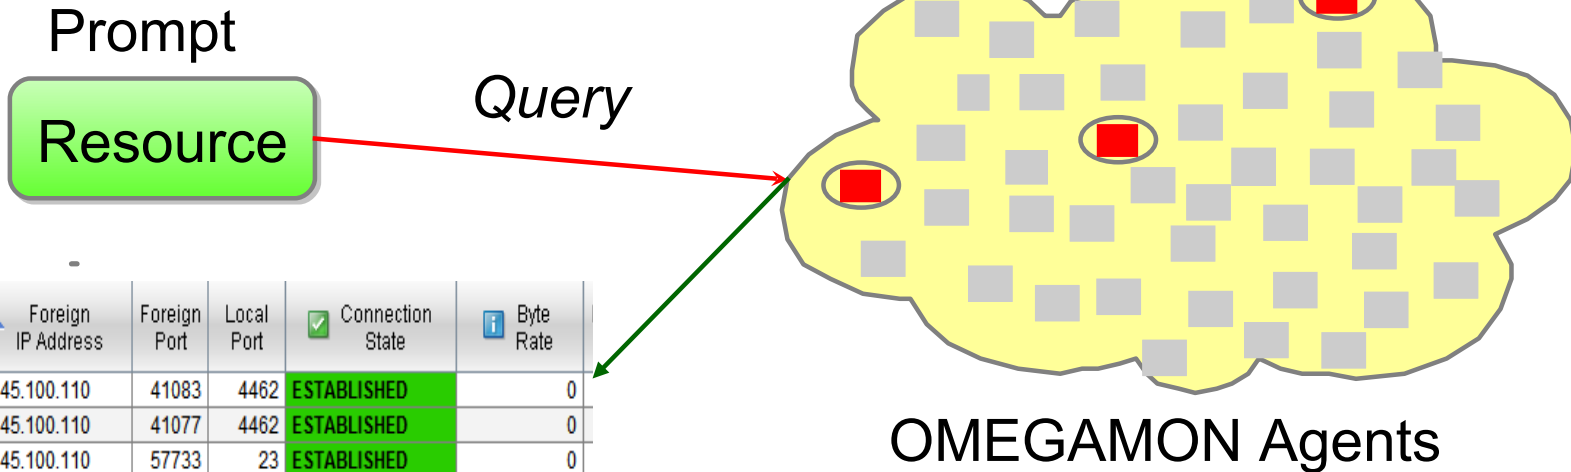 Prompt
Resource
Query
Foreign IP Address Foreign Port Local Port Connection State Byte Rate
45.100.110 41083 4462 ESTABLISHED 0
45.100.110 41077 4462 ESTABLISHED 0
45.100.110 57733 23 ESTABLISHED 0
OMEGAMON Agents